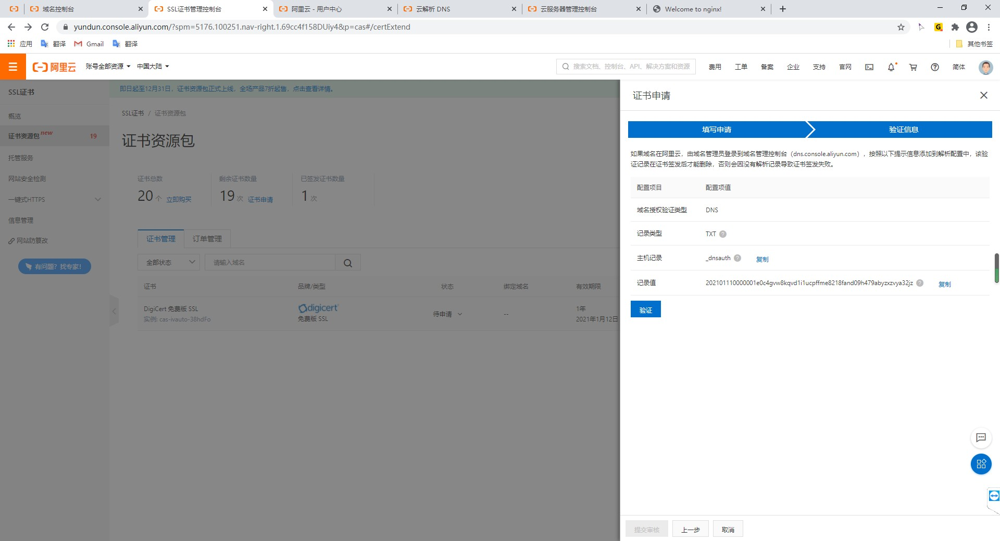 域名控制台
SSL证书管理控制台
阿里云 - 用户中心
云解析 DNS
云服务器管理控制台
Welcome to nginx!
yundun.console.aliyun.com/?spm=5176.100251.nav-right.1.69cc4f158DUiy4&p=cas#/certExtend
应用
翻译
Gmail
翻译
其他书签
阿里云
账号全部资源
中国大陆
搜索文档、控制台、API、解决方案和资源
费用
工单
备案
企业
支持
官网
简体
SSL证书
概览
证书资源包 new 19
托管服务
网站安全检测
一键式HTTPS
信息管理
网站防篡改
有问题？找专家！
即日起至12月31日，证书资源包正式上线，全场产品7折起售，点击查看详情。
SSL证书 / 证书资源包
证书资源包
证书总数
20 个 立即购买
剩余证书数量
19 次 证书申请
已签发证书数量
1 次
证书管理
订单管理
全部状态
请输入域名
证书
品牌/类型
状态
绑定域名
有效期限
DigiCert 免费版 SSL
实例: cas-ivauto-38hdFo
digicert
免费版 SSL
待申请
--
1年
2021年1月12日
证书申请
填写申请
验证信息
如果域名在阿里云，由域名管理员登录到域名管理控制台（dns.console.aliyun.com），按照以下提示信息添加到解析配置中，该验
证记录在证书签发后才能删除，否则会因没有解析记录导致证书签发失败。
配置项目
配置项值
域名授权验证类型
DNS
记录类型
TXT
主机记录
_dnsauth
复制
记录值
202101110000001e0c4gvw8kqvd1i1ucpffme8218fand09h479abyzxzvya32jz
复制
验证
提交审核
上一步
取消